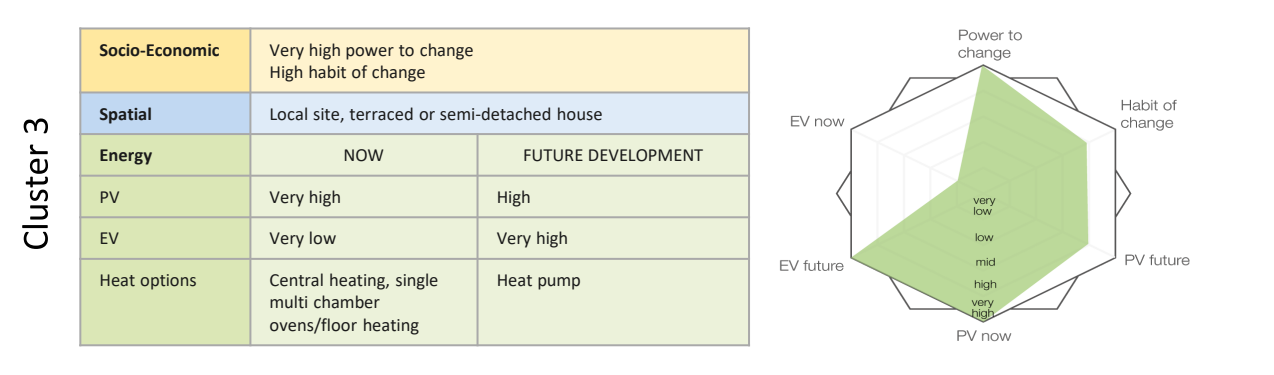 Cluster 3
Socio-Economic
Very high power to change
High habit of change
Spatial
Local site, terraced or semi-detached house
Energy
NOW
FUTURE DEVELOPMENT
PV
Very high
High
EV
Very low
Very high
Heat options
Central heating, single
multi chamber
ovens/floor heating
Heat pump
Power to
change
Habit of
change
EV now
very
low
low
mid
high
very
high
EV future
PV future
PV now